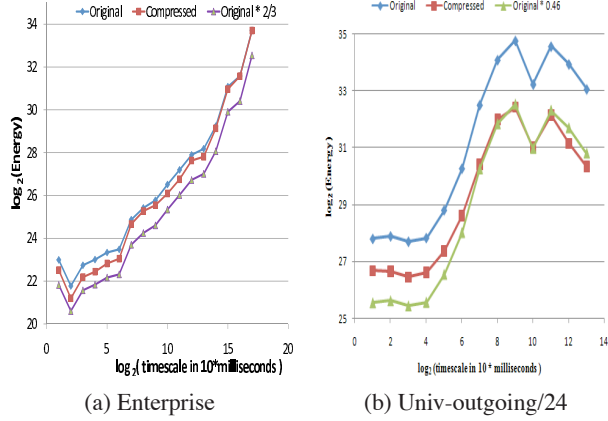 Original Compressed Original * 2/3
log2(Energy)
34
32
30
28
26
24
22
20
0 5 10 15 20
log2( timescale in 10*milliseconds )
(a) Enterprise
Original Compressed Original * 0.46
log2(Energy)
35
33
31
29
27
25
0 2 4 6 8 10 12 14
log2( timescale in 10 * milliseconds )
(b) Univ-outgoing/24